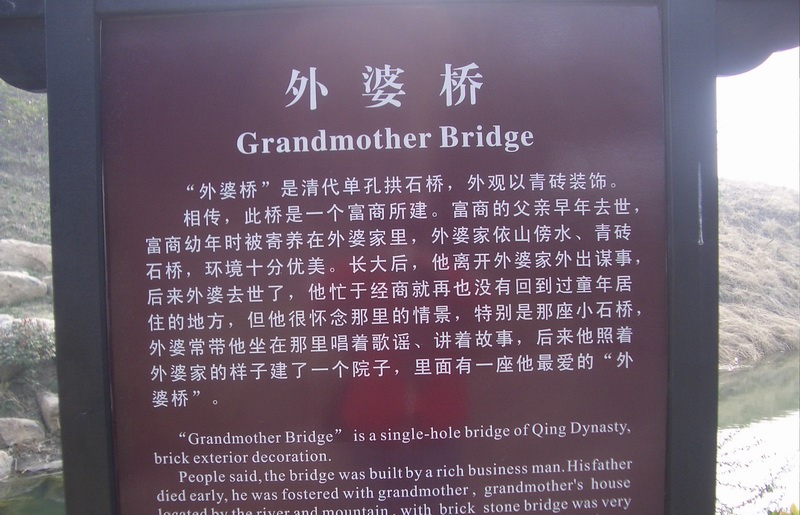 外婆桥
Grandmother Bridge
“外婆桥”是清代单孔拱石桥，外观以青砖装饰。
相传，此桥是一个富商所建。富商的父亲早年去世，
富商幼年时被寄养在外婆家里，外婆家依山傍水、青砖
石桥，环境十分优美。长大后，他离开外婆家外出谋事，
后来外婆去世了，他忙于经商就再也没有回到过童年居
住的地方，但他很怀念那里的情景，特别是那座小石桥，
外婆常带他坐在那里唱着歌谣、讲着故事，后来他照着
外婆家的样子建了一个院子，里面有一座他最爱的“外
婆桥”。
“Grandmother Bridge” is a single-hole bridge of Qing Dynasty,
brick exterior decoration.
People said, the bridge was built by a rich business man. His father
died early, he was fostered with grandmother, grandmother's house
located by the river and mountain, with brick stone bridge was very